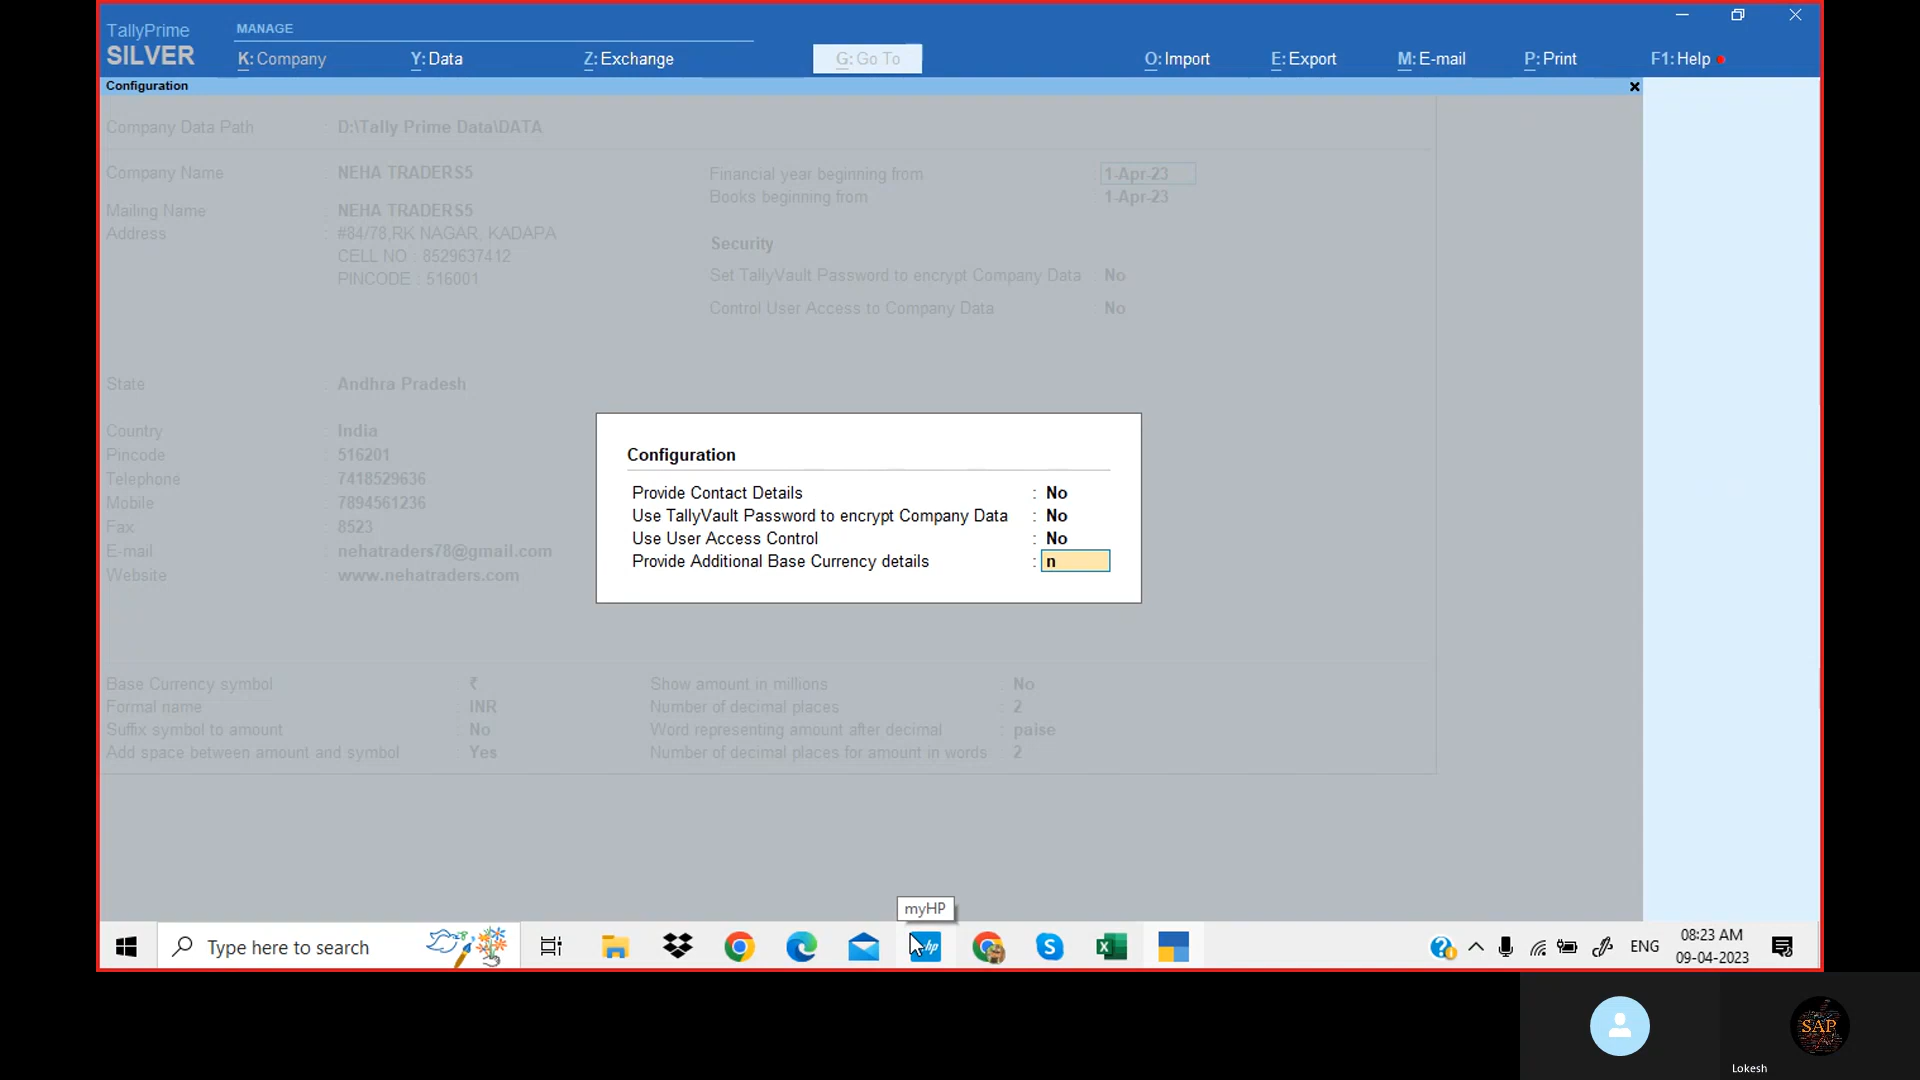 TallyPrime
SILVER
MANAGE
K: Company
Y: Data
Z: Exchange
G: Go To
O: Import
E: Export
M: E-mail
P: Print
F1: Help
Configuration
Company Data Path : D:\Tally Prime Data\DATA
Company Name : NEHA TRADERS5
Financial year beginning from : 1-Apr-23
Books beginning from : 1-Apr-23
Mailing Name : NEHA TRADERS5
Address : #84/78,RK NAGAR, KADAPA
CELL NO : 8529637412
PINCODE : 516001
Security
Set TallyVault Password to encrypt Company Data : No
Control User Access to Company Data : No
State : Andhra Pradesh
Country : India
Pincode : 516201
Telephone : 7418529636
Mobile : 7894561236
Fax : 8523
E-mail : nehatraders78@gmail.com
Website : www.nehatraders.com
Configuration
Provide Contact Details : No
Use TallyVault Password to encrypt Company Data : No
Use User Access Control : No
Provide Additional Base Currency details : n
Base Currency symbol : ₹
Formal name : INR
Suffix symbol to amount : No
Add space between amount and symbol : Yes
Show amount in millions : No
Number of decimal places : 2
Word representing amount after decimal : paise
Number of decimal places for amount in words : 2
myHP
Type here to search
hp
S
ENG
08:23 AM
09-04-2023
SAP
Lokesh